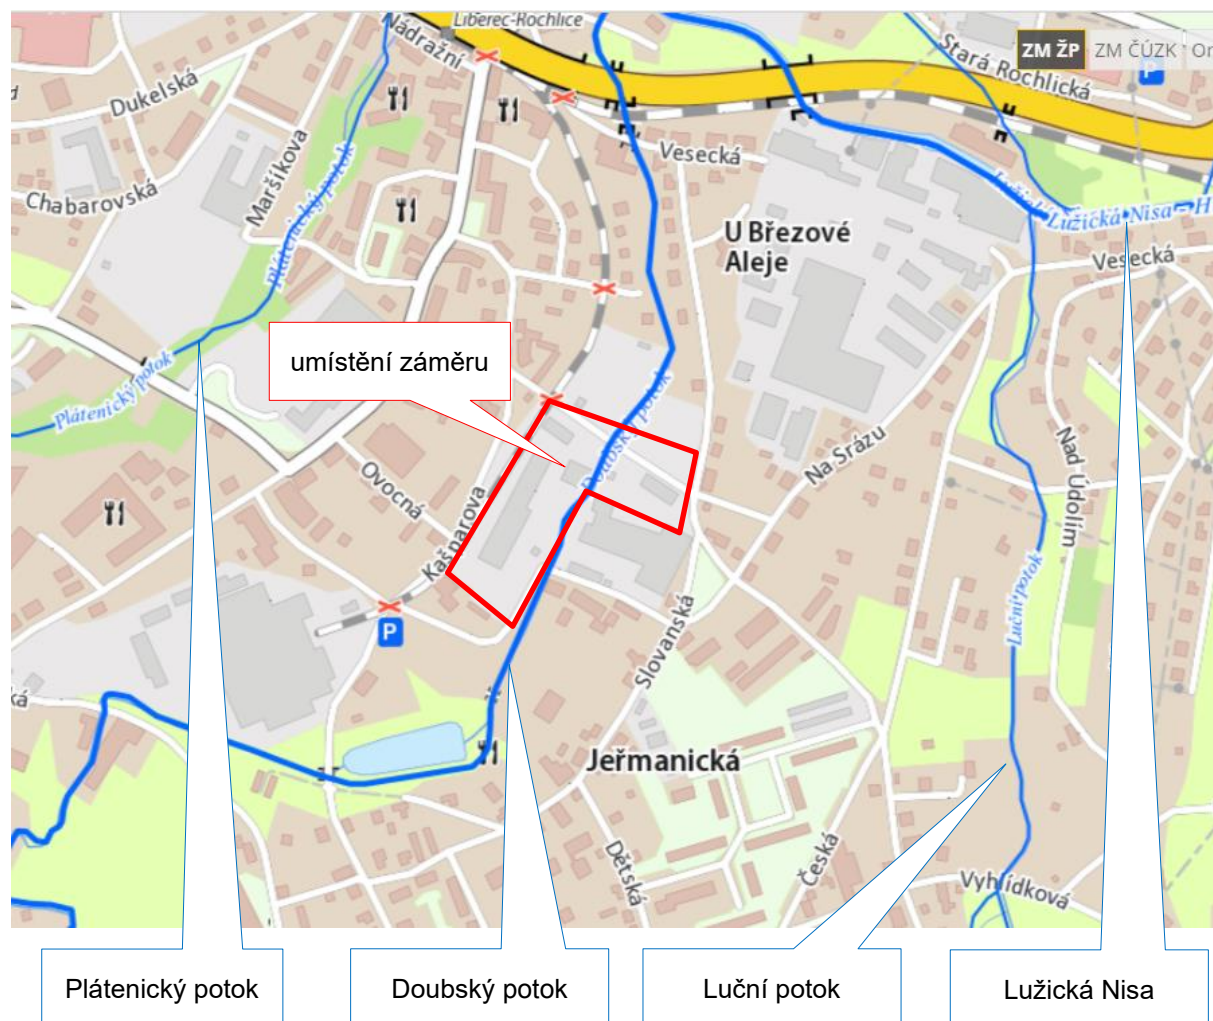 Liberec-Rochlice
Nádražní
Stará Rochlická
ZM ŽP ZM ČÚZK Or
P
Dukelská
Maršíkova
Plátenický potok
Chabarovská
Vesecká
Lužická Nisa - H
U Březové
Aleje
Vesecká
umístění záměru
Plátenický potok
Doubský potok
Ovocná
Kašparova
Na Srázu
Nad Údolím
Luční potok
P
Slovanská
ká
Jeřmanická
Dětská
Česká
Vyhlídková
Plátenický potok
Doubský potok
Luční potok
Lužická Nisa